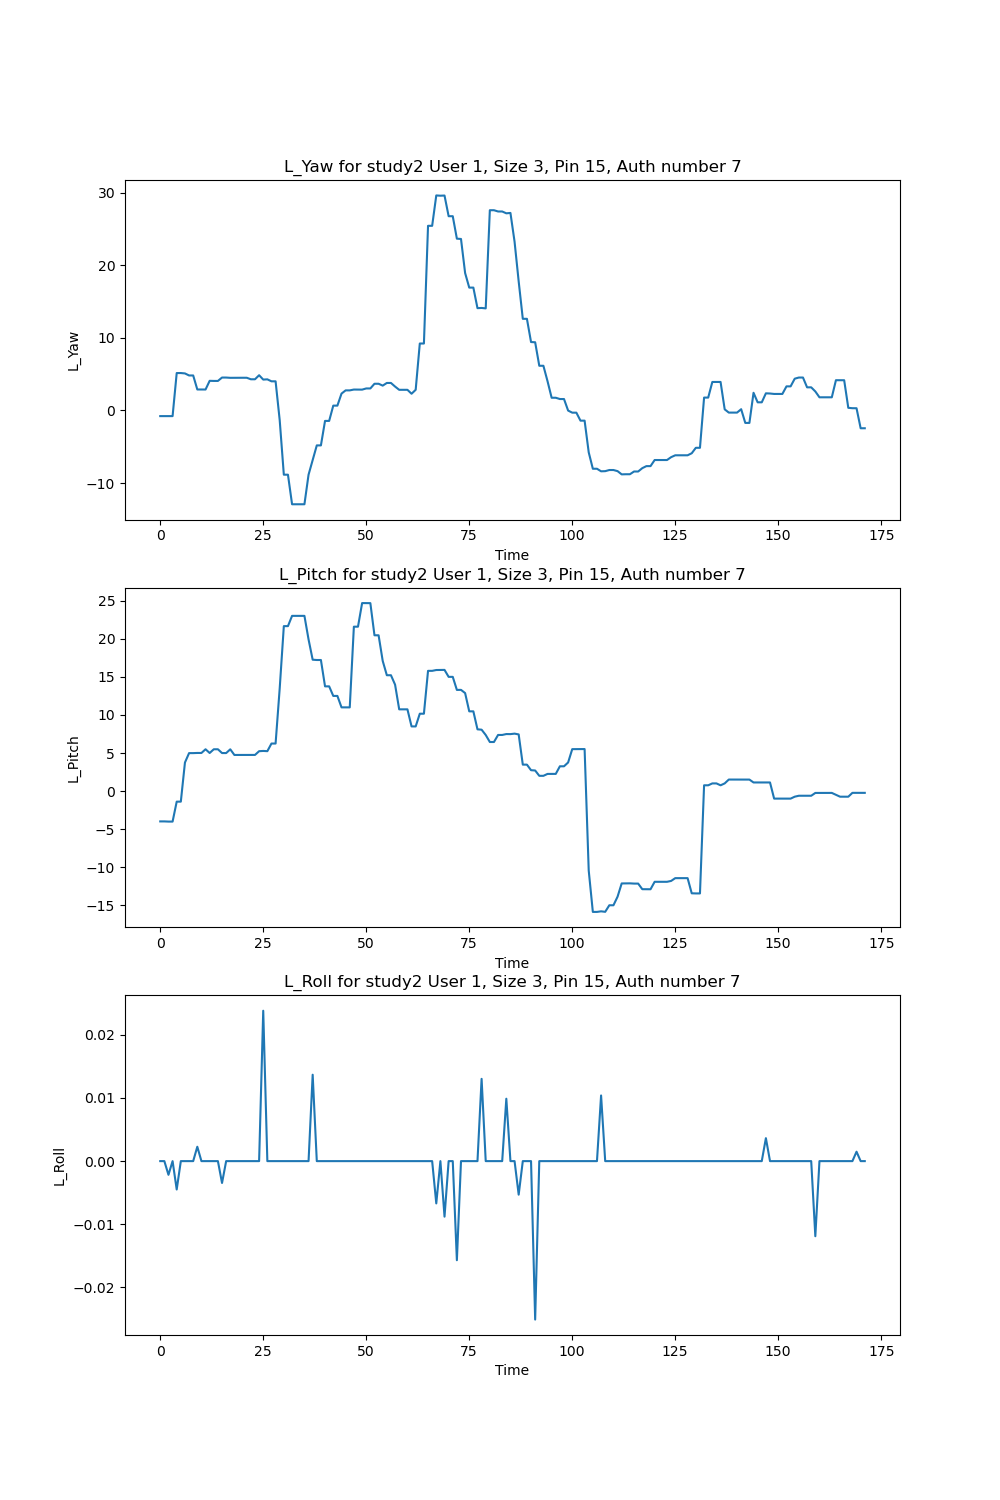 L_Yaw for study2 User 1, Size 3, Pin 15, Auth number 7
30
20
10
0
−10
L_Yaw
0 25 50 75 100 125 150 175
Time
L_Pitch for study2 User 1, Size 3, Pin 15, Auth number 7
25
20
15
10
5
0
−5
−10
−15
L_Pitch
0 25 50 75 100 125 150 175
Time
L_Roll for study2 User 1, Size 3, Pin 15, Auth number 7
0.02
0.01
0.00
−0.01
−0.02
L_Roll
0 25 50 75 100 125 150 175
Time